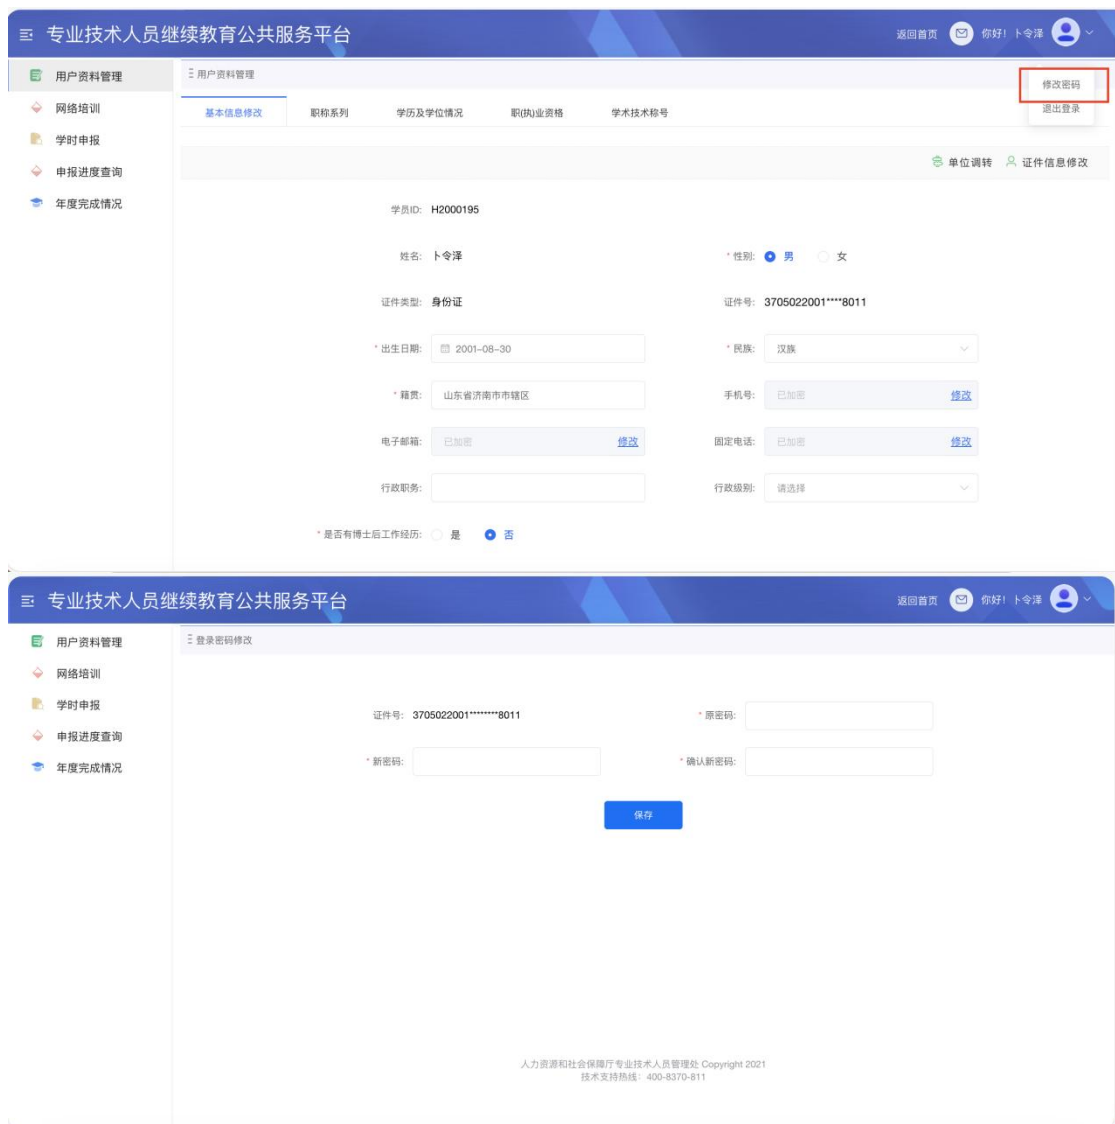 专业技术人员继续教育公共服务平台 返回首页 你好! 卜令泽
用户资料管理
网络培训
学时申报
申报进度查询
年度完成情况
用户资料管理
修改密码
退出登录
基本信息修改 职称系列 学历及学位情况 职(执)业资格 学术技术称号
单位调转 证件信息修改
学员ID: H2000195
姓名: 卜令泽 * 性别: 男 女
证件类型: 身份证 证件号: 3705022001****8011
* 出生日期: 2001-08-30 * 民族: 汉族
* 籍贯: 山东省济南市市辖区 手机号: 已加密 修改
电子邮箱: 已加密 修改 固定电话: 已加密 修改
行政职务: 行政级别: 请选择
* 是否有博士后工作经历: 是 否
专业技术人员继续教育公共服务平台 返回首页 你好! 卜令泽
用户资料管理
网络培训
学时申报
申报进度查询
年度完成情况
登录密码修改
证件号: 3705022001********8011 * 原密码:
* 新密码: * 确认新密码:
保存
人力资源和社会保障厅专业技术人员管理处 Copyright 2021
技术支持热线: 400-8370-811